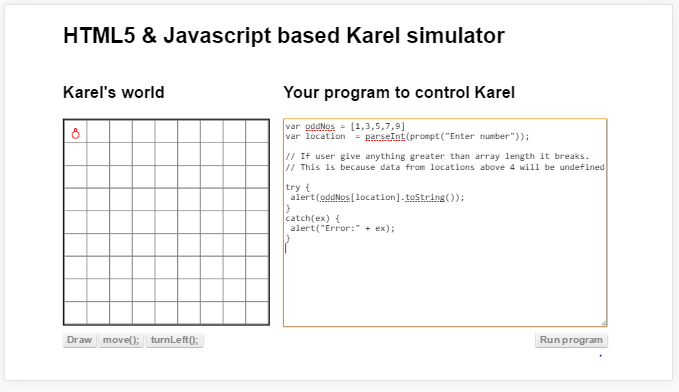 HTML5 & Javascript based Karel simulator
Karel's world
Your program to control Karel
var oddNos = [1,3,5,7,9]
var location  = parseInt(prompt("Enter number"));
// If user give anything greater than array length it breaks.
// This is because data from locations above 4 will be undefined
try {
 alert(oddNos[location].toString());
}
catch(ex) {
 alert("Error:" + ex);
}
Draw move(); turnLeft(); Run program